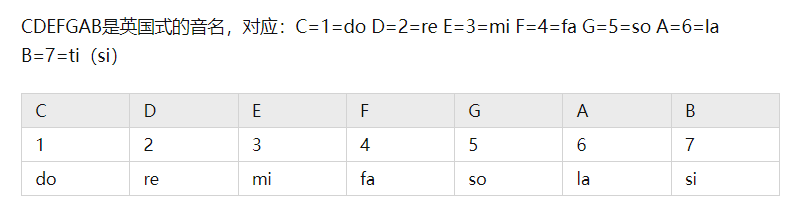 CDEFGAB是英国式的音名，对应：C=1=do D=2=re E=3=mi F=4=fa G=5=so A=6=la
B=7=ti（si）
C D E F G A B
1 2 3 4 5 6 7
do re mi fa so la si